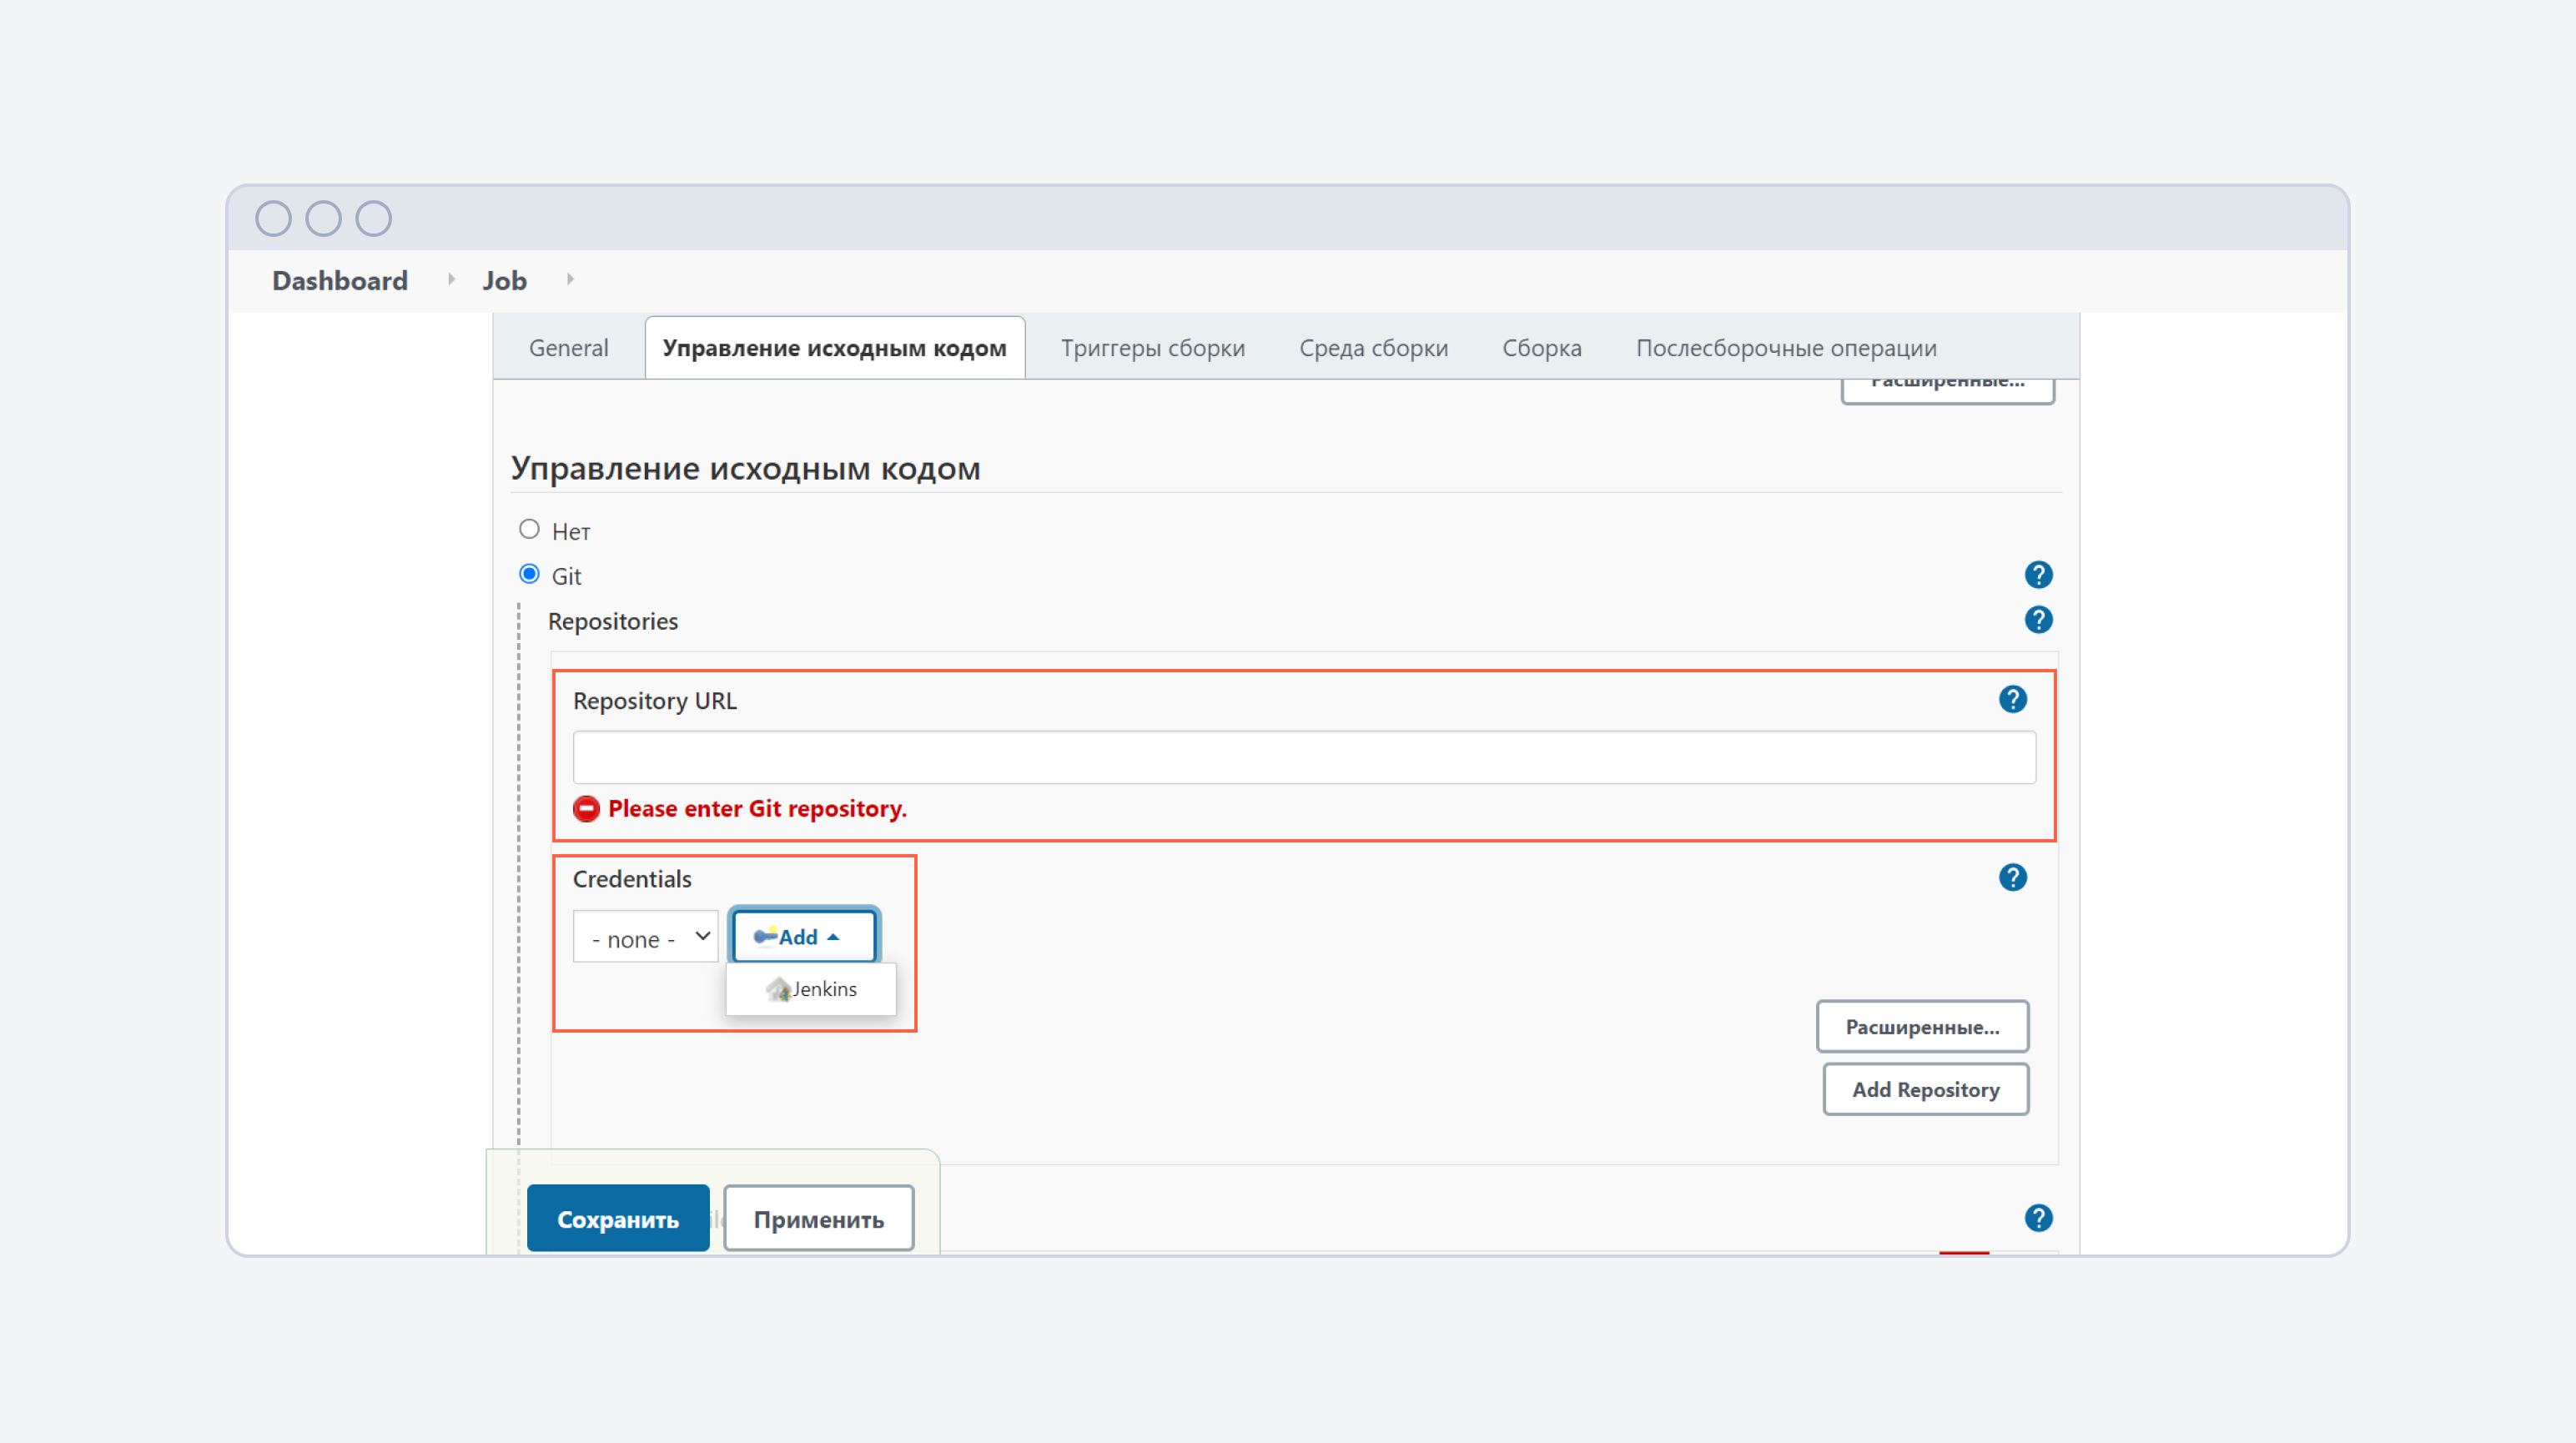 Dashboard Job
General Управление исходным кодом Триггеры сборки Среда сборки Сборка Послесборочные операции
Расширенные...
Управление исходным кодом
Нет
Git
?
Repositories
?
Repository URL
?
Please enter Git repository.
Credentials
?
- none - Add
Jenkins
Расширенные...
Add Repository
Сохранить Применить
?